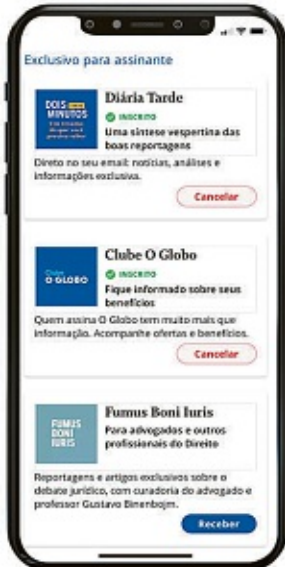 Exclusivo para assinante
DOIS
MINUTOS
Diária Tarde
INSCRITO
Uma síntese vespertina das
boas reportagens
Direto no seu email: notícias, análises e
informações exclusiva.
Cancelar
Clube
O GLOBO
Clube O Globo
INSCRITO
Fique informado sobre seus
benefícios
Quem assina O Globo tem muito mais que
informação. Acompanhe ofertas e benefícios.
Cancelar
FUMUS
BONI
IURIS
Fumus Boni Iuris
Para advogados e outros
profissionais do Direito
Reportagens e artigos exclusivos sobre o
debate jurídico, com curadoria do advogado e
professor Gustavo Binenbojm.
Receber